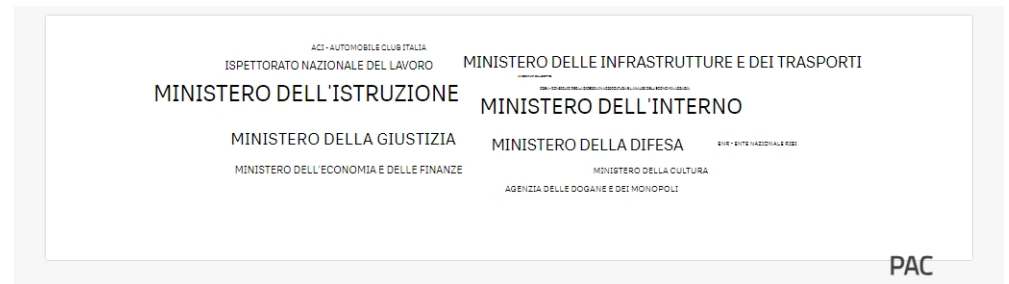 ACI - AUTOMOBILE CLUB ITALIA
ISPETTORATO NAZIONALE DEL LAVORO
MINISTERO DELLE INFRASTRUTTURE E DEI TRASPORTI
MINISTERO DELL'ISTRUZIONE
MINISTERO DELL'INTERNO
MINISTERO DELLA GIUSTIZIA
MINISTERO DELLA DIFESA
ENR - ENTE NAZIONALE RISI
MINISTERO DELL'ECONOMIA E DELLE FINANZE
MINISTERO DELLA CULTURA
AGENZIA DELLE DOGANE E DEI MONOPOLI
PAC